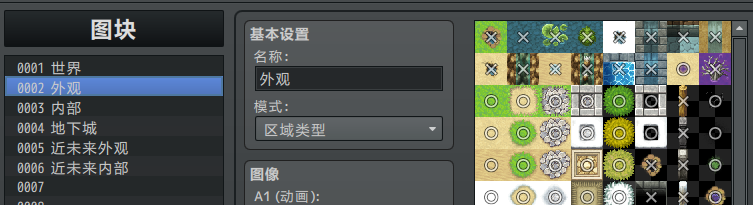 图块
0001 世界
0002 外观
0003 内部
0004 地下城
0005 近未来外观
0006 近未来内部
0007
基本设置
名称:
外观
模式:
区域类型
图像
A1 (动画):